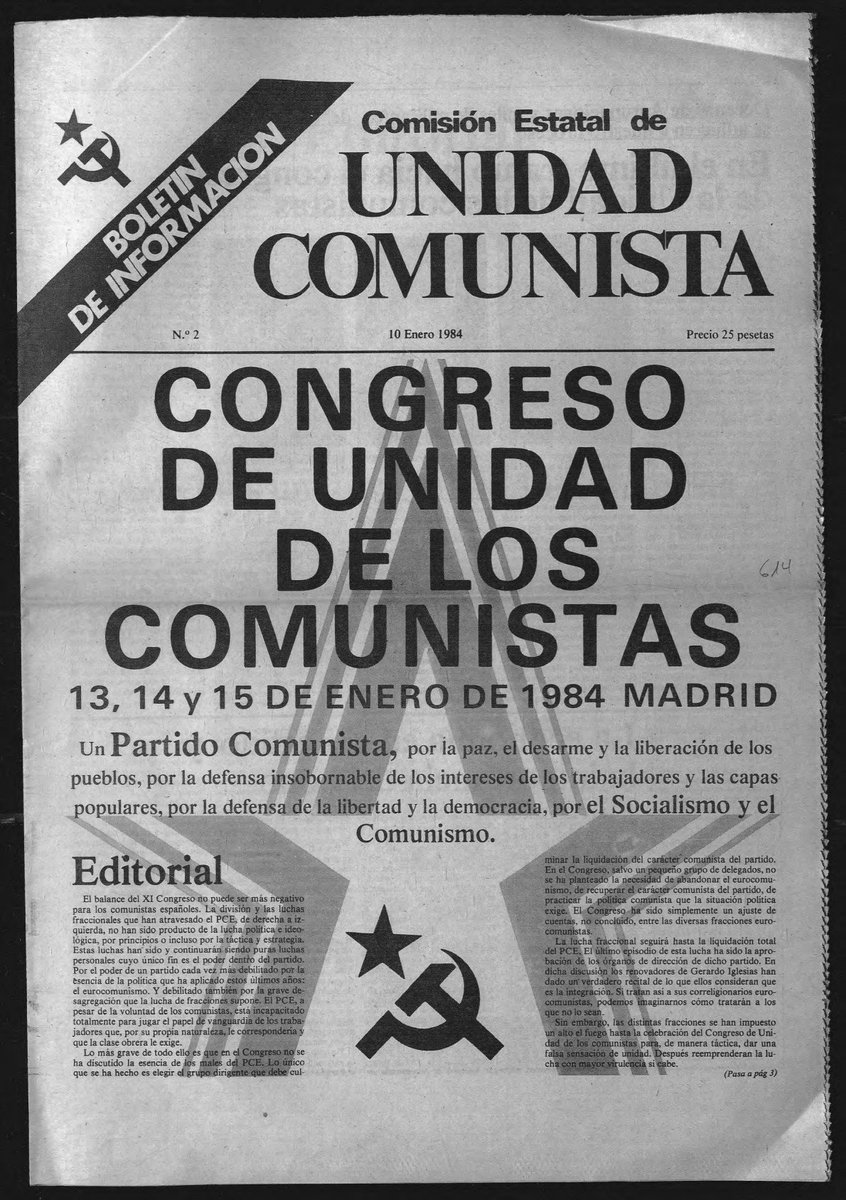 BOLETIN
DE INFORMACION
Comisión Estatal de
UNIDAD
COMUNISTA
N.º 2
10 Enero 1984
Precio 25 pesetas
CONGRESO
DE UNIDAD
DE LOS
COMUNISTAS
614
13, 14 y 15 DE ENERO DE 1984 MADRID
Un Partido Comunista, por la paz, el desarme y la liberación de los
pueblos, por la defensa insobornable de los intereses de los trabajadores y las capas
populares, por la defensa de la libertad y la democracia, por el Socialismo y el
Comunismo.
Editorial
El balance del XI Congreso no puede ser más negativo
para los comunistas españoles. La división y las luchas
fraccionales que han atravesado el PCE, de derecha a iz-
quierda, no han sido producto de la lucha política e ideo-
lógica, por principios o incluso por la táctica y estrategia.
Estas luchas han sido y continuarán siendo puras luchas
personales cuyo único fin es el poder dentro del partido.
Por el poder de un partido cada vez más debilitado por la
esencia de la política que ha aplicado estos últimos años:
el eurocomunismo. Y debilitado también por la grave de-
sagregación que la lucha de fracciones supone. El PCE, a
pesar de la voluntad de los comunistas, está incapacitado
totalmente para jugar el papel de vanguardia de los traba-
jadores que, por su propia naturaleza, le correspondería y
que la clase obrera le exige.
Lo más grave de todo ello es que en el Congreso no se
ha discutido la esencia de los males del PCE. Lo único
que se ha hecho es elegir el grupo dirigente que debe cul-
minar la liquidación del carácter comunista del partido.
En el Congreso, salvo un pequeño grupo de delegados, no
se ha planteado la necesidad de abandonar el eurocomu-
nismo, de recuperar el carácter comunista del partido, de
practicar la política comunista que la situación política
exige. El Congreso ha sido simplemente un ajuste de
cuentas, no concluido, entre las diversas fracciones euro-
comunistas.
La lucha fraccional seguirá hasta la liquidación total
del PCE. El último episodio de esta lucha ha sido la apro-
bación de los órganos de dirección de dicho partido. En
dicha discusión los renovadores de Gerardo Iglesias han
dado un verdadero recital de lo que ellos consideran que
es la integración. Si tratan así a sus correligionarios euro-
comunistas, podemos imaginarnos cómo tratarán a los
que no lo sean.
Sin embargo, las distintas fracciones se han impuesto
un alto el fuego hasta la celebración del Congreso de Uni-
dad de los comunistas para, de manera táctica, dar una
falsa sensación de unidad. Después reemprenderán la lu-
cha con mayor virulencia si cabe.
(Pasa a pág 3)